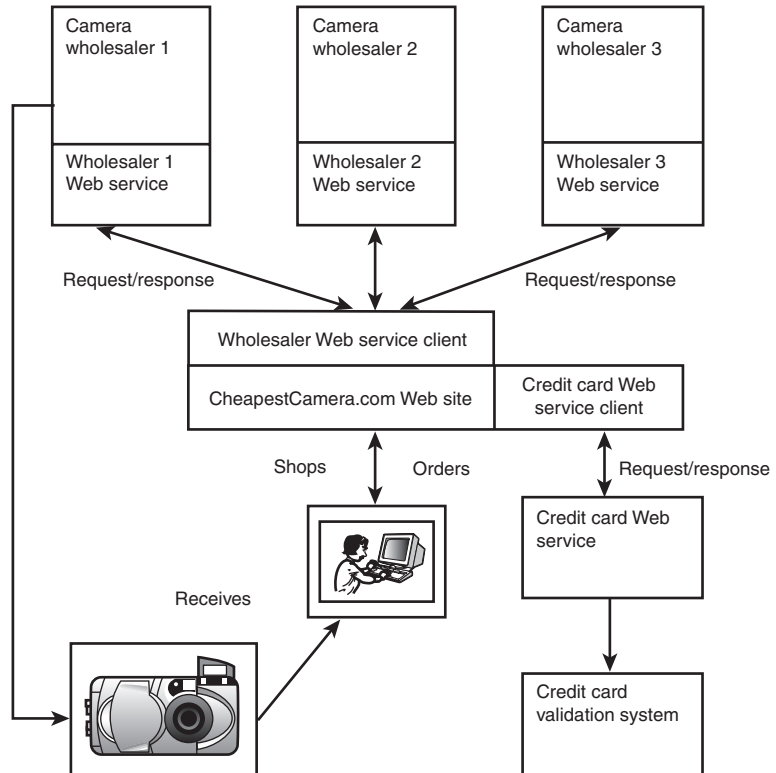 Camera
wholesaler 1
Camera
wholesaler 2
Camera
wholesaler 3
Wholesaler 1
Web service
Wholesaler 2
Web service
Wholesaler 3
Web service
Request/response
Request/response
Wholesaler Web service client
CheapestCamera.com Web site
Credit card Web
service client
Shops
Orders
Request/response
Credit card Web
service
Receives
Credit card
validation system